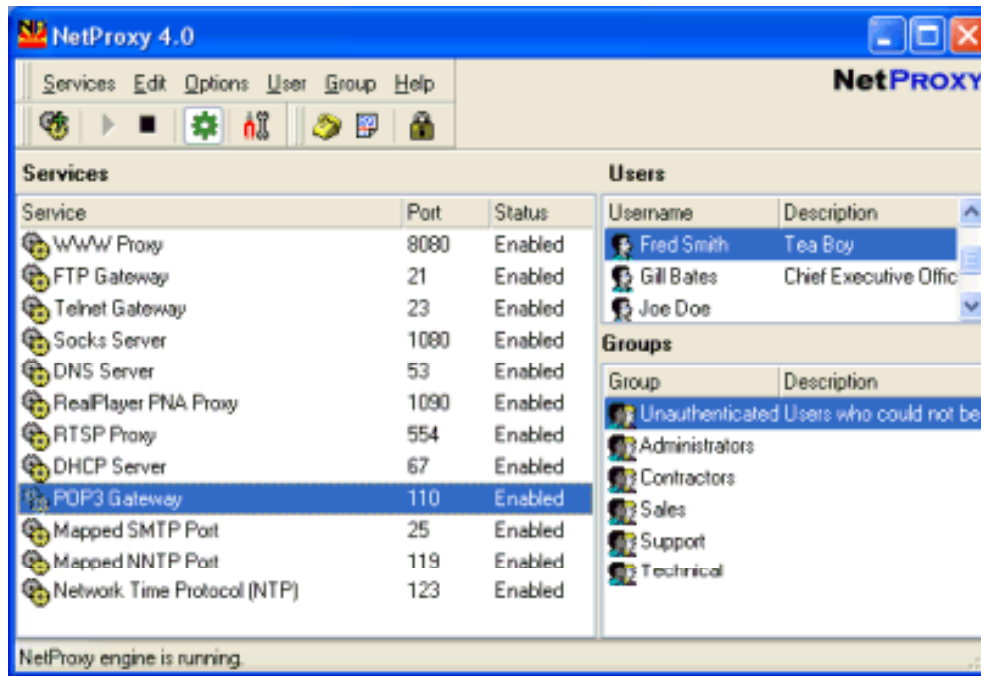 NetProxy 4.0
Services Edit Options User Group Help
NetPROXY
Services
Service Port Status
WWW Proxy 8080 Enabled
FTP Gateway 21 Enabled
Telnet Gateway 23 Enabled
Socks Server 1080 Enabled
DNS Server 53 Enabled
RealPlayer PNA Proxy 1090 Enabled
RTSP Proxy 554 Enabled
DHCP Server 67 Enabled
POP3 Gateway 110 Enabled
Mapped SMTP Port 25 Enabled
Mapped NNTP Port 119 Enabled
Network Time Protocol (NTP) 123 Enabled
Users
Username Description
Fred Smith Tea Boy
Gill Bates Chief Executive Offic
Joe Doe
Groups
Group Description
Unauthenticated Users who could not be
Administrators
Contractors
Sales
Support
Technical
NetProxy engine is running.